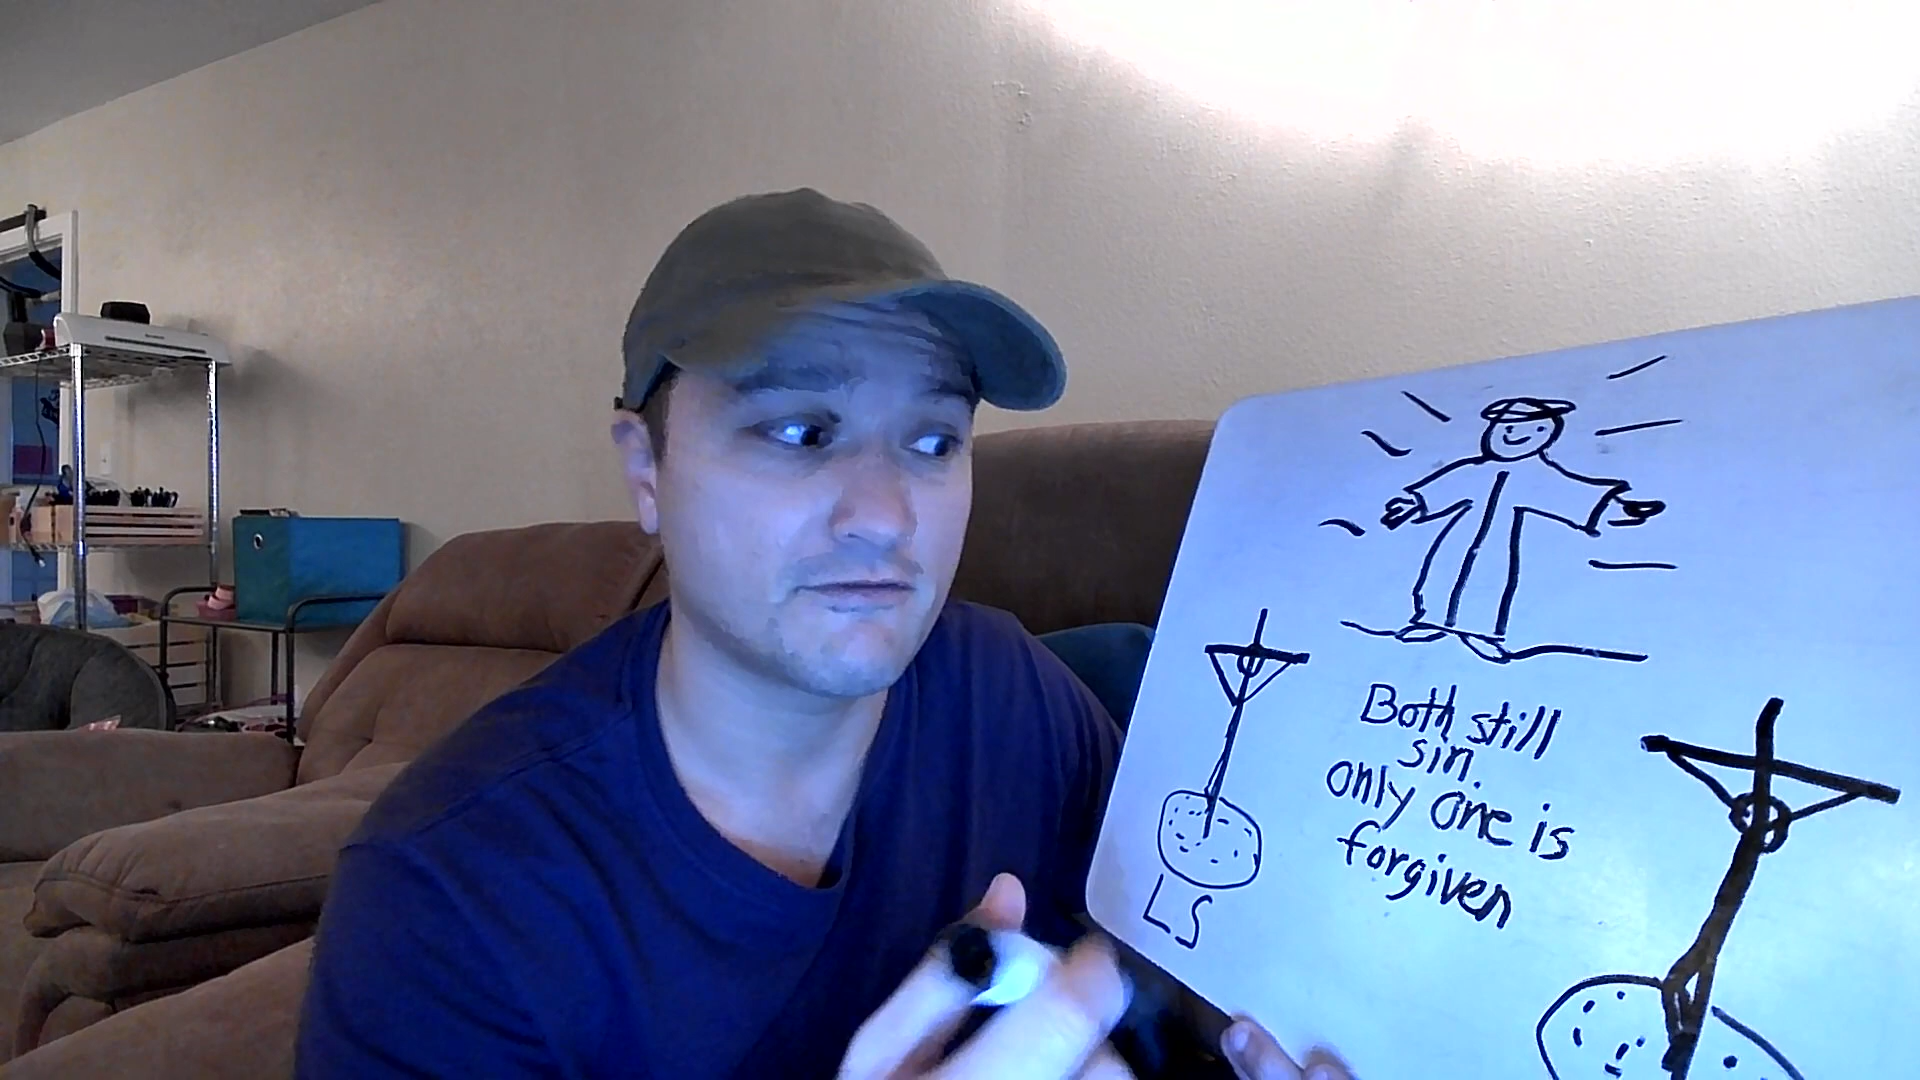 Both still
sin.
only one is
forgiven
LS